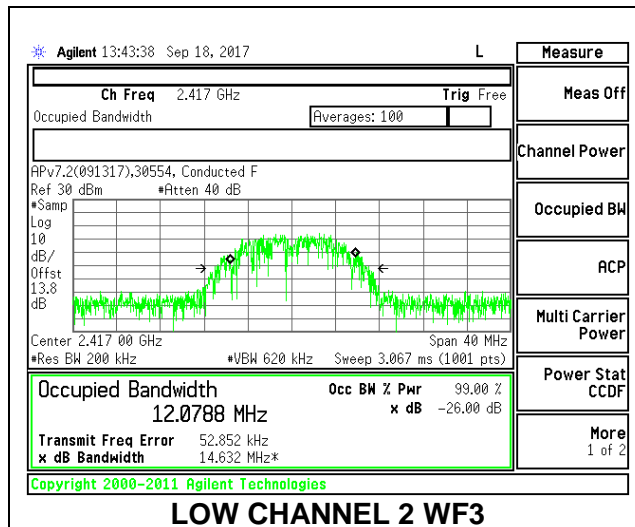 Agilent 13:43:38 Sep 18, 2017 L Measure
Ch Freq 2.417 GHz Trig Free
Meas Off
Occupied Bandwidth Averages: 100
Channel Power
APv7.2(091317),30554, Conducted F
Ref 30 dBm #Atten 40 dB
#Samp
Log
10
dB/
Offst
13.8
dB
Occupied BW
ACP
Multi Carrier
Power
Center 2.417 00 GHz Span 40 MHz
#Res BW 200 kHz #VBW 620 kHz Sweep 3.067 ms (1001 pts)
Power Stat
CCDF
Occupied Bandwidth Occ BW % Pwr 99.00 %
12.0788 MHz x dB -26.00 dB
Transmit Freq Error 52.852 kHz
x dB Bandwidth 14.632 MHz*
More
1 of 2
Copyright 2000-2011 Agilent Technologies
LOW CHANNEL 2 WF3